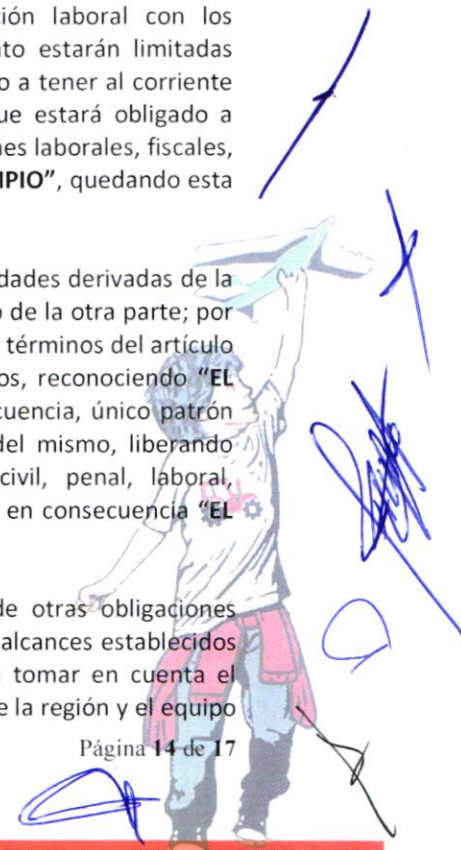 ción laboral con los
nto estarán limitadas
o a tener al corriente
ue estará obligado a
nes laborales, fiscales,
IPIO", quedando esta
dades derivadas de la
o de la otra parte; por
términos del artículo
os, reconociendo "EL
cuencia, único patrón
del mismo, liberando
civil, penal, laboral,
en consecuencia "EL
de otras obligaciones
alcances establecidos
tomar en cuenta el
e la región y el equipo
Página 14 de 17